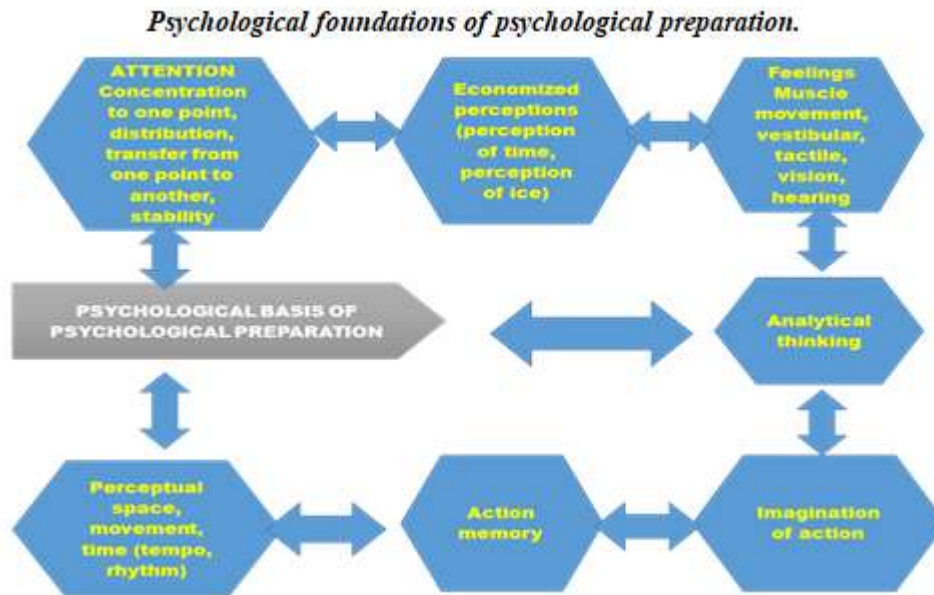 Psychological foundations of psychological preparation.
ATTENTION
Concentration
to one point,
distribution,
transfer from
one point to
another,
stability
Economized
perceptions
(perception
of time,
perception
of ice)
Feelings
Muscle
movement,
vestibular,
tactile,
vision,
hearing
PSYCHOLOGICAL BASIS OF
PSYCHOLOGICAL PREPARATION
Analytical
thinking
Perceptual
space,
movement,
time (tempo,
rhythm)
Action
memory
Imagination
of action